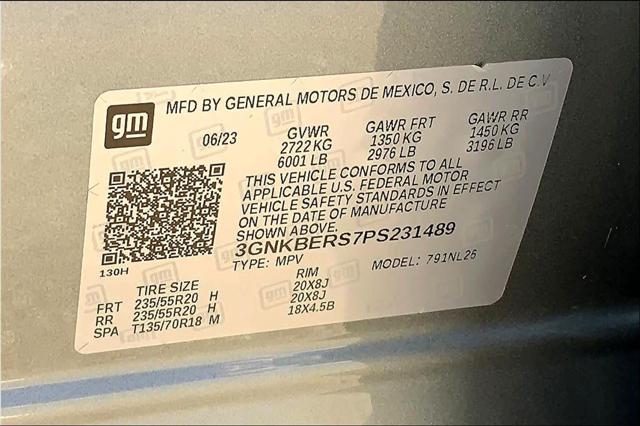 gm
MFD BY GENERAL MOTORS DE MEXICO, S. DE R.L. DE C.V
06/23 GVWR GAWR FRT GAWR RR
2722 KG 1350 KG 1450 KG
6001 LB 2976 LB 3196 LB
THIS VEHICLE CONFORMS TO ALL
APPLICABLE U.S. FEDERAL MOTOR
VEHICLE SAFETY STANDARDS IN EFFECT
ON THE DATE OF MANUFACTURE
SHOWN ABOVE.
3GNKBERS7PS231489
130H TYPE: MPV MODEL: 791NL26
TIRE SIZE RIM
FRT 235/55R20 H 20X8J
RR 235/55R20 H 20X8J
SPA T135/70R18 M 18X4.5B